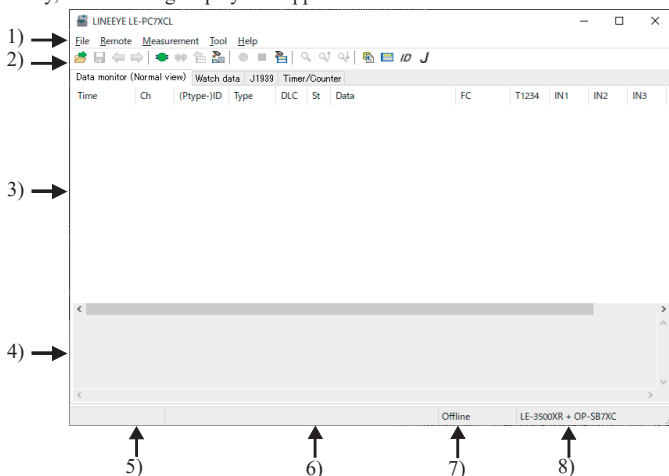 LINEEYE LE-PC7XCL
1)
File Remote Measurement Tool Help
2)
ID J
Data monitor (Normal view) Watch data J1939 Timer/Counter
Time Ch (Ptype-)ID Type DLC St Data FC T1234 IN1 IN2 IN3
3)
4)
Offline LE-3500XR + OP-SB7XC
5) 6) 7) 8)